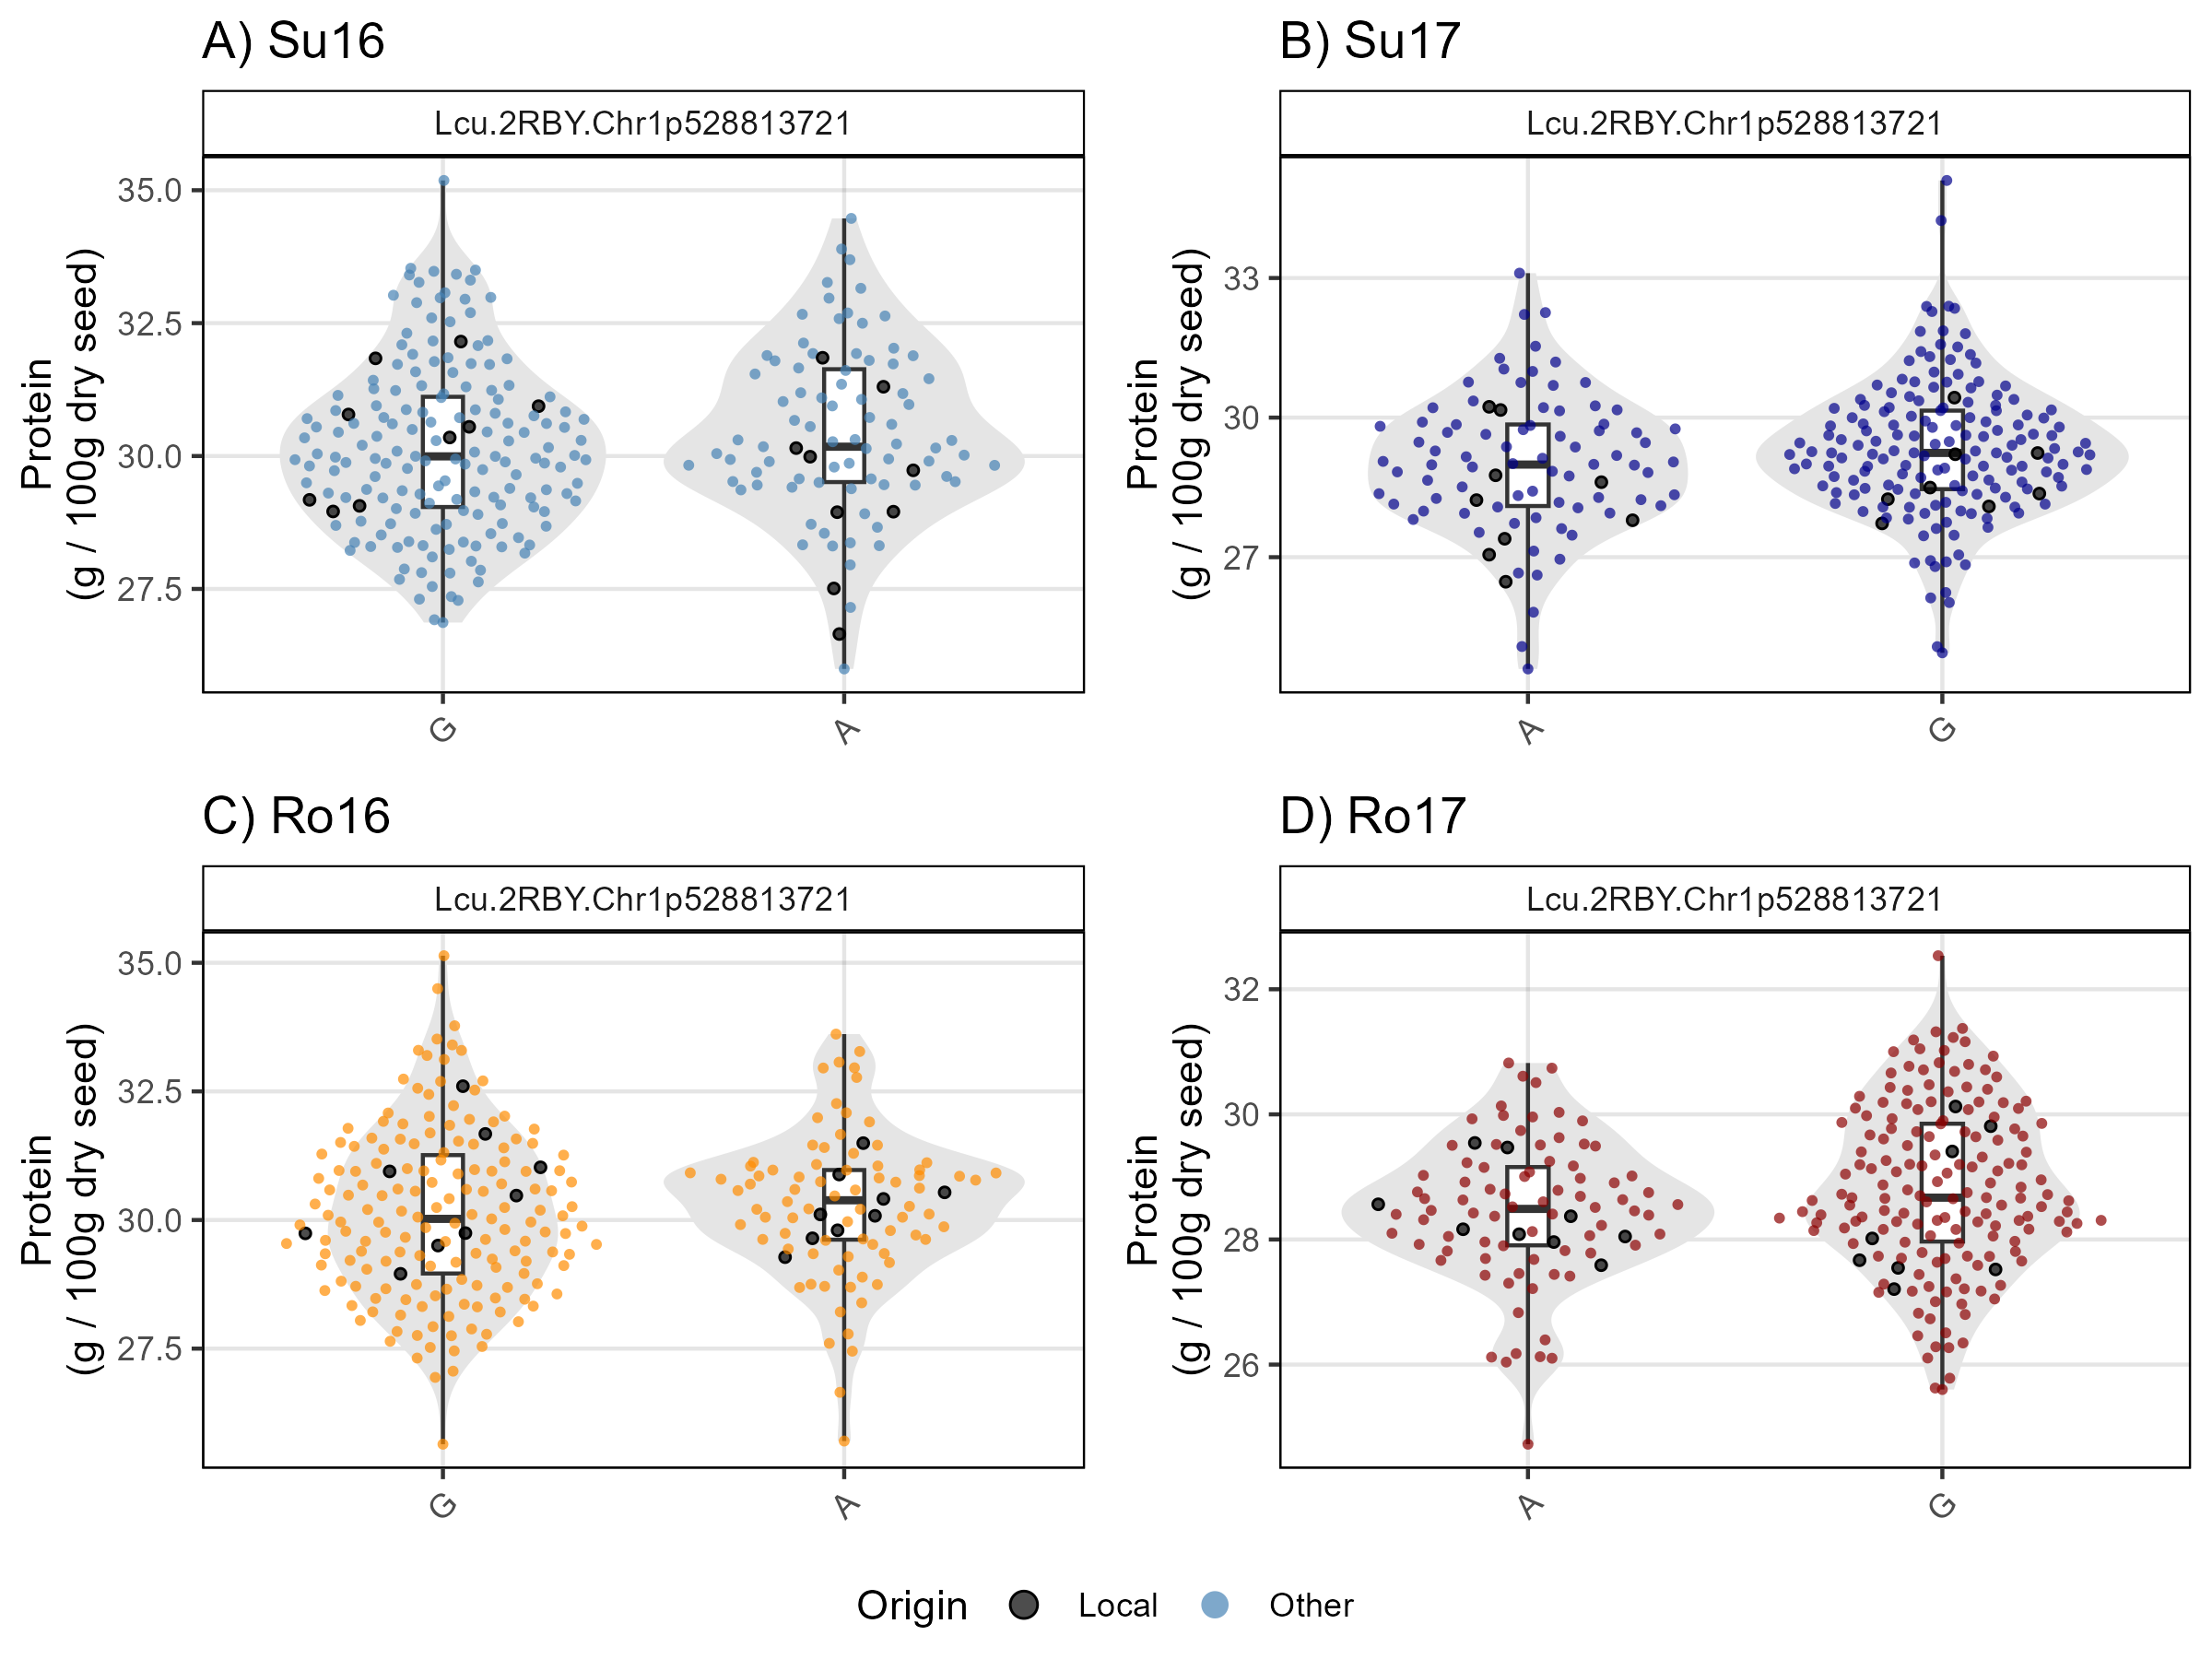 A) Su16
Lcu.2RBY.Chr1p528813721
Protein
(g / 100g dry seed)
35.0
32.5
30.0
27.5
G
A
B) Su17
Lcu.2RBY.Chr1p528813721
Protein
(g / 100g dry seed)
33
30
27
A
G
C) Ro16
Lcu.2RBY.Chr1p528813721
Protein
(g / 100g dry seed)
35.0
32.5
30.0
27.5
G
A
D) Ro17
Lcu.2RBY.Chr1p528813721
Protein
(g / 100g dry seed)
32
30
28
26
A
G
Origin Local Other